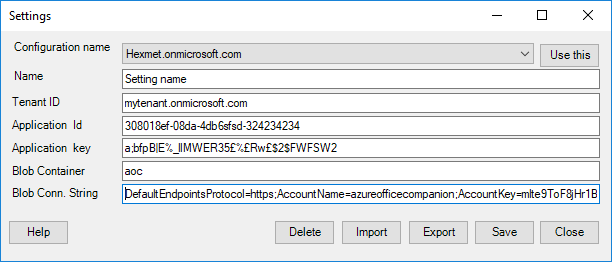 Settings
Configuration name Hexmet.onmicrosoft.com Use this
Name Setting name
Tenant ID mytenant.onmicrosoft.com
Application Id 308018ef-08da-4db6sfsd-324234234
Application key a;bfpB|E%_IIMWER35£%£Rw£$2$FWFSW2
Blob Container aoc
Blob Conn. String DefaultEndpointsProtocol=https;AccountName=azureofficecompanion;AccountKey=mlte9ToF8jHr1B
Help Delete Import Export Save Close